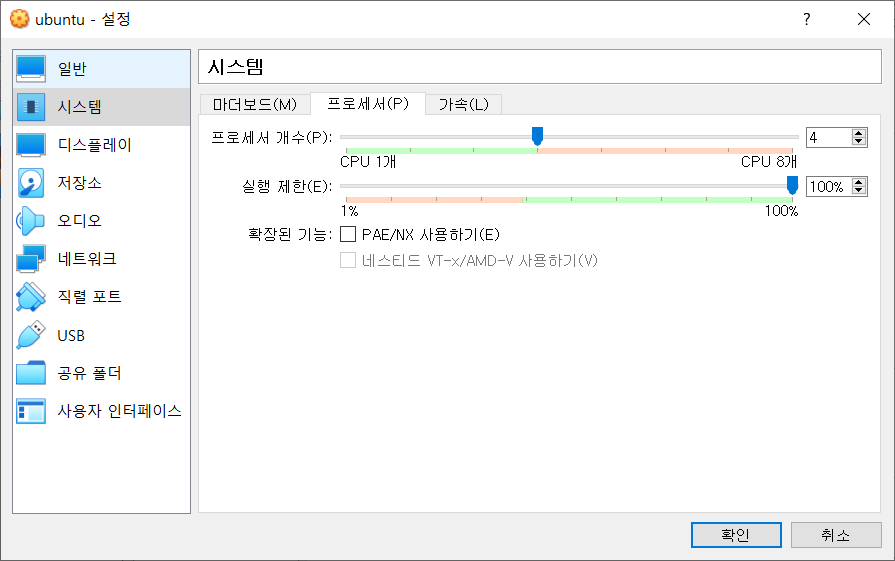 ubuntu - 설정
?
일반
시스템
디스플레이
저장소
오디오
네트워크
직렬 포트
USB
공유 폴더
사용자 인터페이스
시스템
마더보드(M) 프로세서(P) 가속(L)
프로세서 개수(P): 4
CPU 1개 CPU 8개
실행 제한(E): 100%
1% 100%
확장된 기능: PAE/NX 사용하기(E)
네스티드 VT-x/AMD-V 사용하기(V)
확인 취소